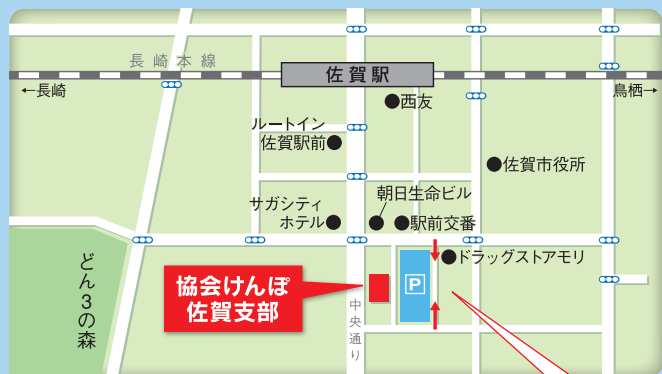 長崎本線
佐賀駅
←長崎
鳥栖→
西友
ルートイン
佐賀駅前
佐賀市役所
朝日生命ビル
サガシティ
ホテル
駅前交番
ドラッグストアモリ
どん3の森
協会けんぽ
佐賀支部
P
中央通り